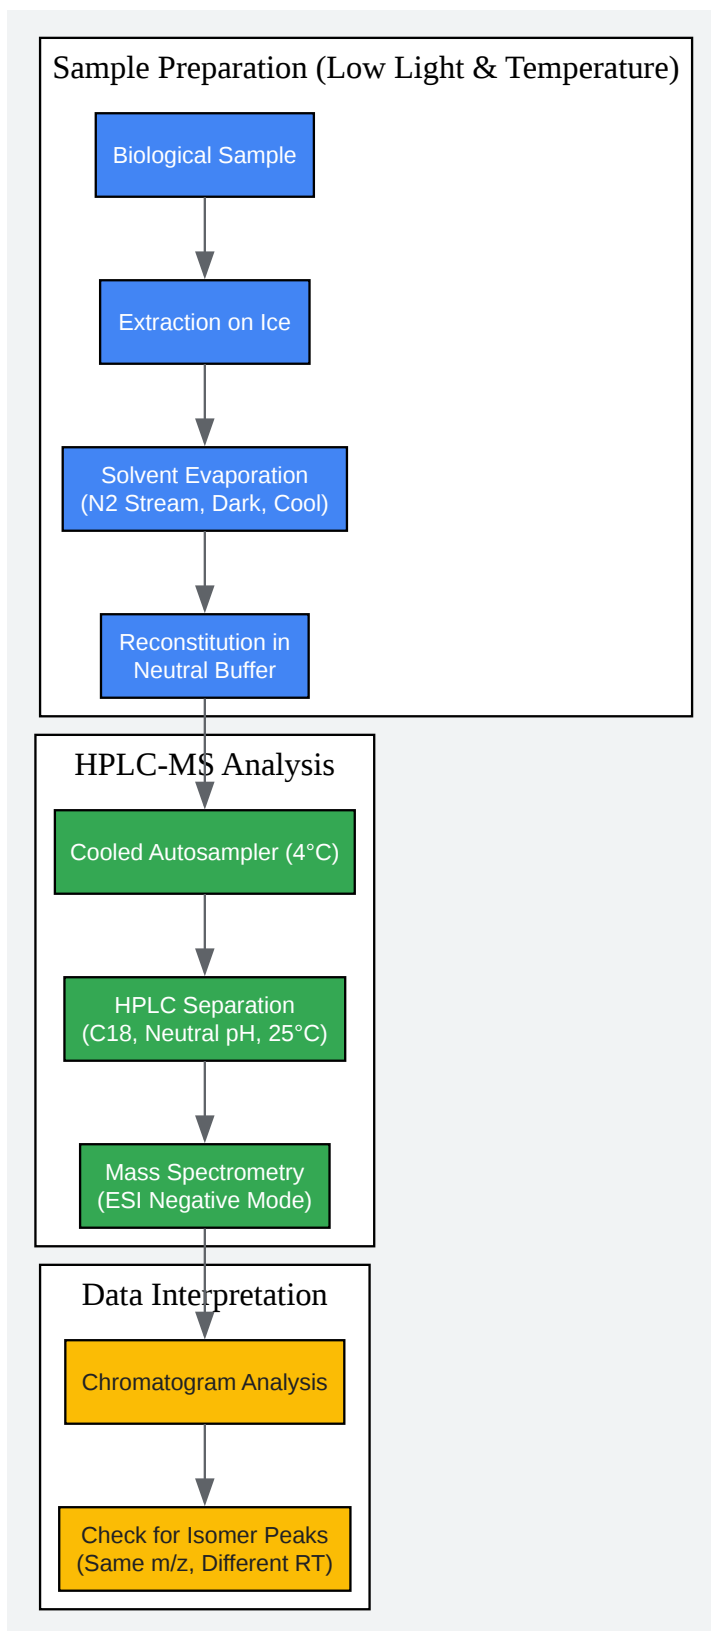 Sample Preparation (Low Light & Temperature)
Biological Sample
Extraction on Ice
Solvent Evaporation
(N2 Stream, Dark, Cool)
Reconstitution in
Neutral Buffer
HPLC-MS Analysis
Cooled Autosampler (4°C)
HPLC Separation
(C18, Neutral pH, 25°C)
Mass Spectrometry
(ESI Negative Mode)
Data Interpretation
Chromatogram Analysis
Check for Isomer Peaks
(Same m/z, Different RT)